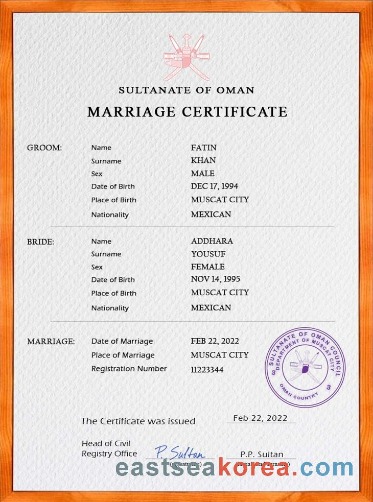 SULTANATE OF OMAN
MARRIAGE CERTIFICATE
GROOM: Name FATIN
Surname KHAN
Sex MALE
Date of Birth DEC 17, 1994
Place of Birth MUSCAT CITY
Nationality MEXICAN
BRIDE: Name ADDHARA
Surname YOUSUF
Sex FEMALE
Date of Birth NOV 14, 1995
Place of Birth MUSCAT CITY
Nationality MEXICAN
MARRIAGE: Date of Marriage FEB 22, 2022
Place of Marriage MUSCAT CITY
Registration Number 11223344
SULTANATE OF OMAN COUNCIL
DEPARTMENT OF MUSCAT CITY
OMAN COUNTRY
The Certificate was issued Feb 22, 2022
Head of Civil
Registry Office P. Sultan P.P. Suitan
eastseakorea.com